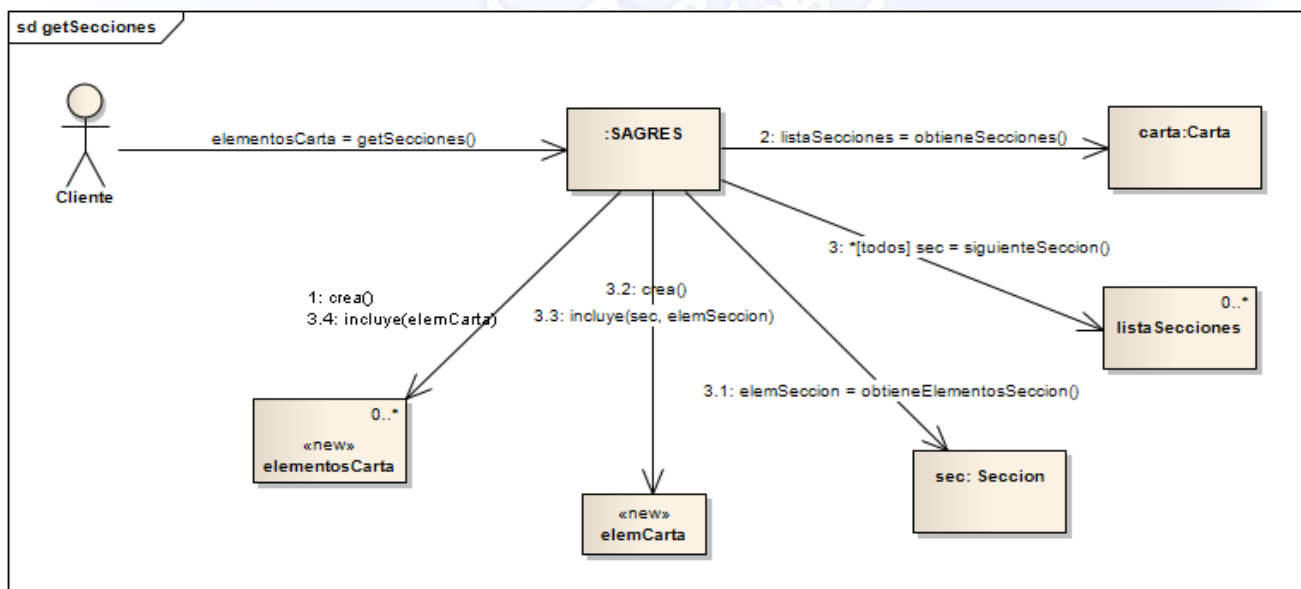 sd getSecciones
Cliente
elementosCarta = getSecciones()
:SAGRES
2: listaSecciones = obtieneSecciones()
carta:Carta
3: *[todos] sec = siguienteSeccion()
0..*
listaSecciones
1: crea()
3.4: incluye(elemCarta)
3.2: crea()
3.3: incluye(sec, elemSeccion)
3.1: elemSeccion = obtieneElementosSeccion()
0..*
«new»
elementosCarta
«new»
elemCarta
sec: Seccion